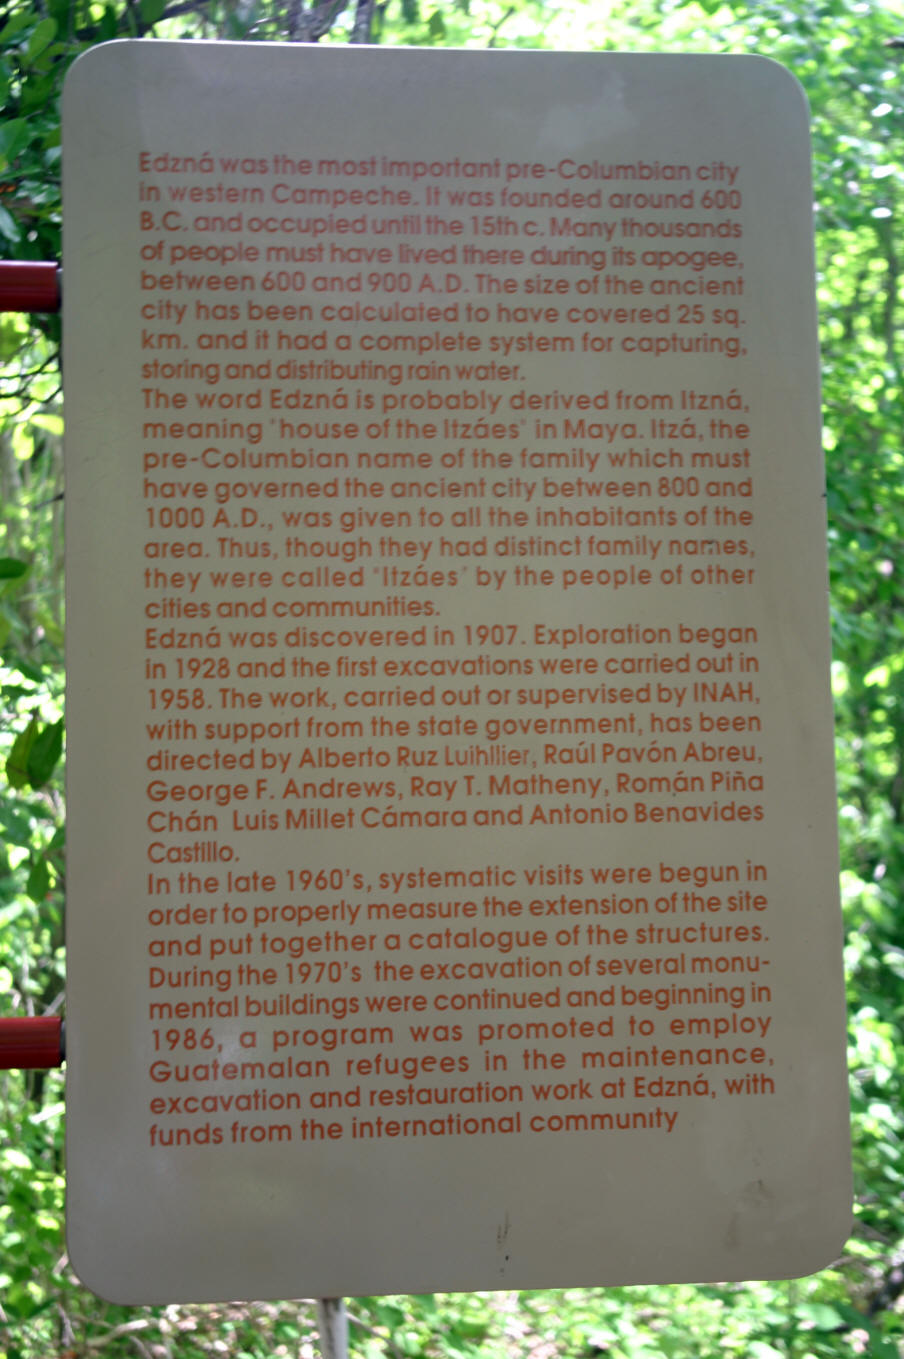 Edzná was the most important pre-Columbian city
in western Campeche. It was founded around 600
B.C. and occupied until the 15th c. Many thousands
of people must have lived there during its apogee,
between 600 and 900 A.D. The size of the ancient
city has been calculated to have covered 25 sq.
km. and it had a complete system for capturing,
storing and distributing rain water.
The word Edzná is probably derived from Itzná,
meaning "house of the Itzáes" in Maya. Itzá, the
pre-Columbian name of the family which must
have governed the ancient city between 800 and
1000 A.D., was given to all the inhabitants of the
area. Thus, though they had distinct family names,
they were called "Itzáes" by the people of other
cities and communities.
Edzná was discovered in 1907. Exploration began
in 1928 and the first excavations were carried out in
1958. The work, carried out or supervised by INAH,
with support from the state government, has been
directed by Alberto Ruz Luihllier, Raúl Pavón Abreu,
George F. Andrews, Ray T. Matheny, Román Piña
Chán Luis Millet Cámara and Antonio Benavides
Castillo.
In the late 1960's, systematic visits were begun in
order to properly measure the extension of the site
and put together a catalogue of the structures.
During the 1970's the excavation of several monu-
mental buildings were continued and beginning in
1986, a program was promoted to employ
Guatemalan refugees in the maintenance,
excavation and restauration work at Edzná, with
funds from the international community